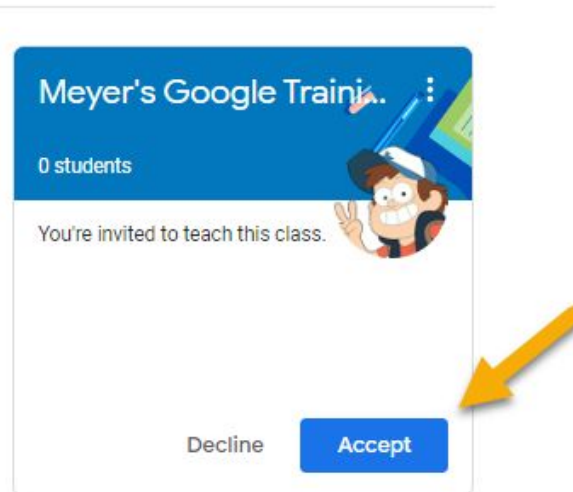 Meyer's Google Traini...
0 students
You're invited to teach this class.
Decline Accept